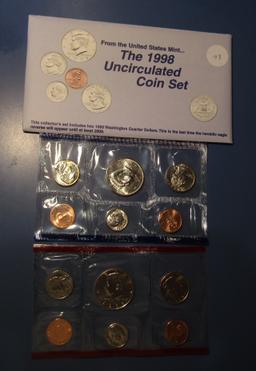 From the United States Mint...
The 1998
Uncirculated
Coin Set
This collector's set includes two 1998 Washington Quarter Dollars. This is the last time the heraldic eagle
reverse will appear until at least 2009.